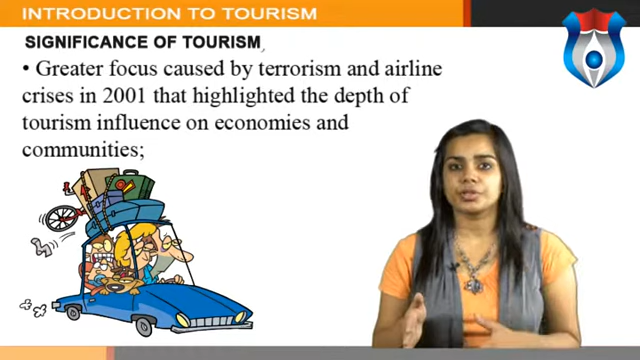 INTRODUCTION TO TOURISM
SIGNIFICANCE OF TOURISM,
• Greater focus caused by terrorism and airline
crises in 2001 that highlighted the depth of
tourism influence on economies and
communities;